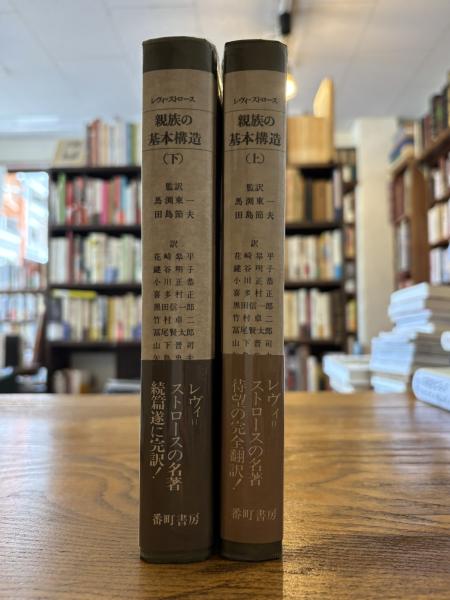 レヴィ=ストロース
親族の
基本構造
（下）
監訳
馬淵東一
田島節夫
訳
花崎皋平
鍵谷明子
小川正恭
喜多村正
黒田信一郎
竹村卓二
冨尾賢太郎
山下晋司
レヴィ＝
ストロースの名著
続篇遂に完訳！
番町書房
レヴィ=ストロース
親族の
基本構造
（上）
監訳
馬淵東一
田島節夫
訳
花崎皋平
鍵谷明子
小川正恭
喜多村正
黒田信一郎
竹村卓二
冨尾賢太郎
山下晋司
レヴィ＝
ストロースの名著
待望の完全翻訳！
番町書房